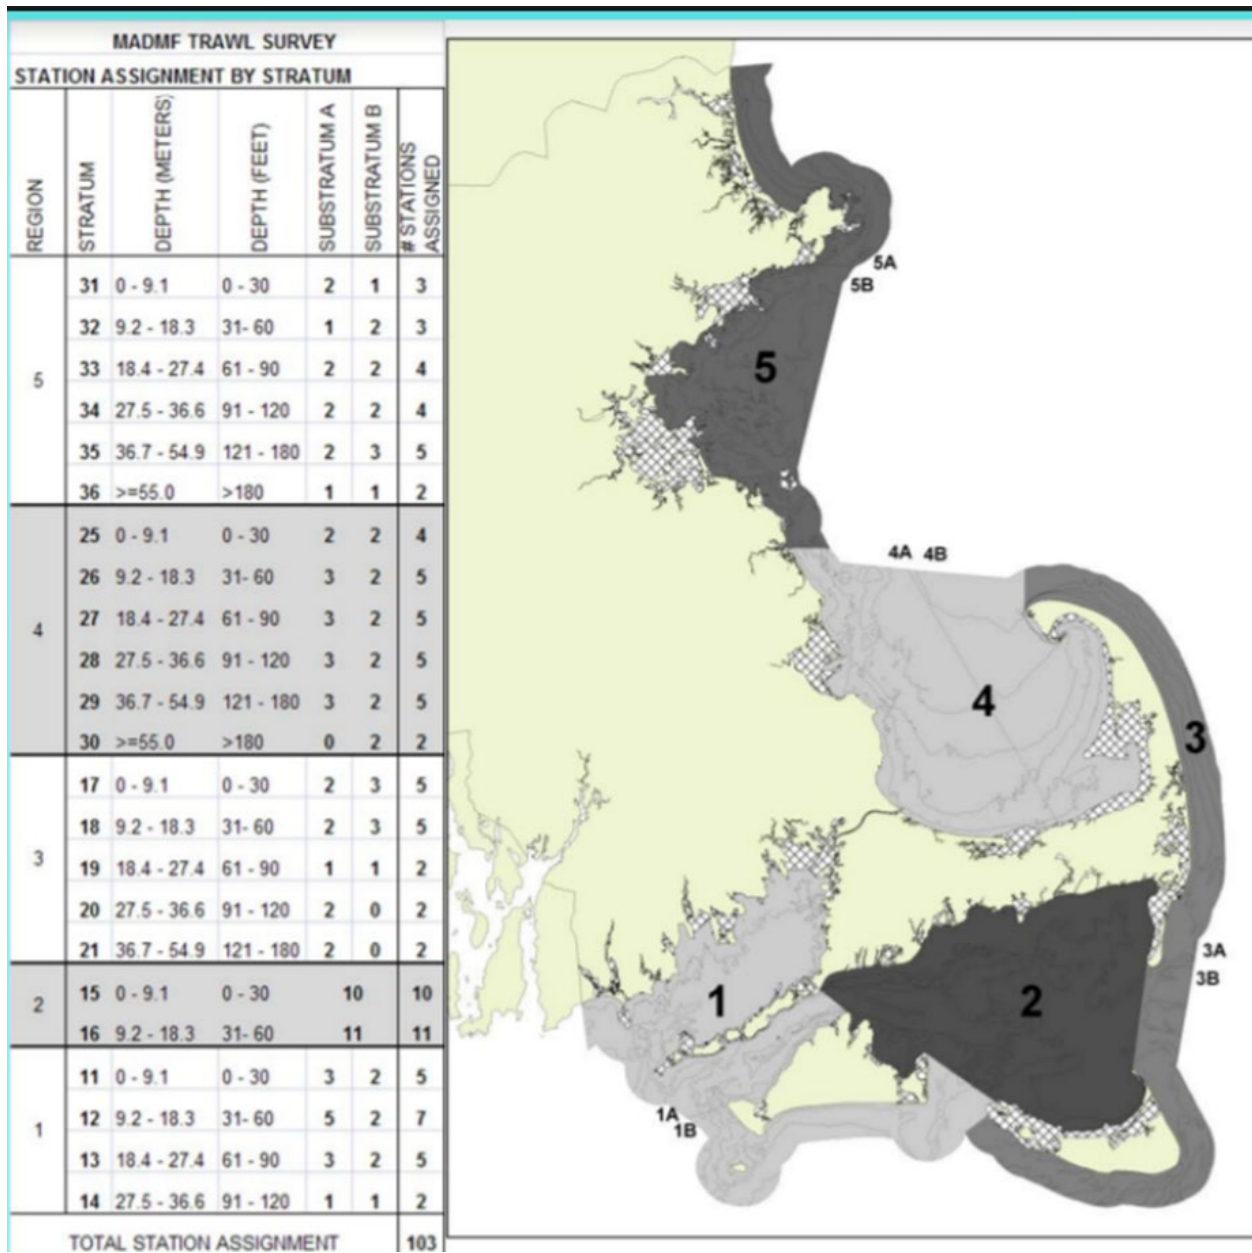 MADMF TRAWL SURVEY
STATION ASSIGNMENT BY STRATUM
REGION STRATUM DEPTH (METERS) DEPTH (FEET) SUBSTRATUM A SUBSTRATUM B # STATIONS ASSIGNED
5
31 0 - 9.1 0 - 30 2 1 3
32 9.2 - 18.3 31- 60 1 2 3
33 18.4 - 27.4 61 - 90 2 2 4
34 27.5 - 36.6 91 - 120 2 2 4
35 36.7 - 54.9 121 - 180 2 3 5
36 >=55.0 >180 1 1 2
4
25 0 - 9.1 0 - 30 2 2 4
26 9.2 - 18.3 31- 60 3 2 5
27 18.4 - 27.4 61 - 90 3 2 5
28 27.5 - 36.6 91 - 120 3 2 5
29 36.7 - 54.9 121 - 180 3 2 5
30 >=55.0 >180 0 2 2
3
17 0 - 9.1 0 - 30 2 3 5
18 9.2 - 18.3 31- 60 2 3 5
19 18.4 - 27.4 61 - 90 1 1 2
20 27.5 - 36.6 91 - 120 2 0 2
21 36.7 - 54.9 121 - 180 2 0 2
2
15 0 - 9.1 0 - 30 10 10
16 9.2 - 18.3 31- 60 11 11
1
11 0 - 9.1 0 - 30 3 2 5
12 9.2 - 18.3 31- 60 5 2 7
13 18.4 - 27.4 61 - 90 3 2 5
14 27.5 - 36.6 91 - 120 1 1 2
TOTAL STATION ASSIGNMENT 103
5A
5B
5
4A 4B
4
3
3A
3B
1
2
1A
1B